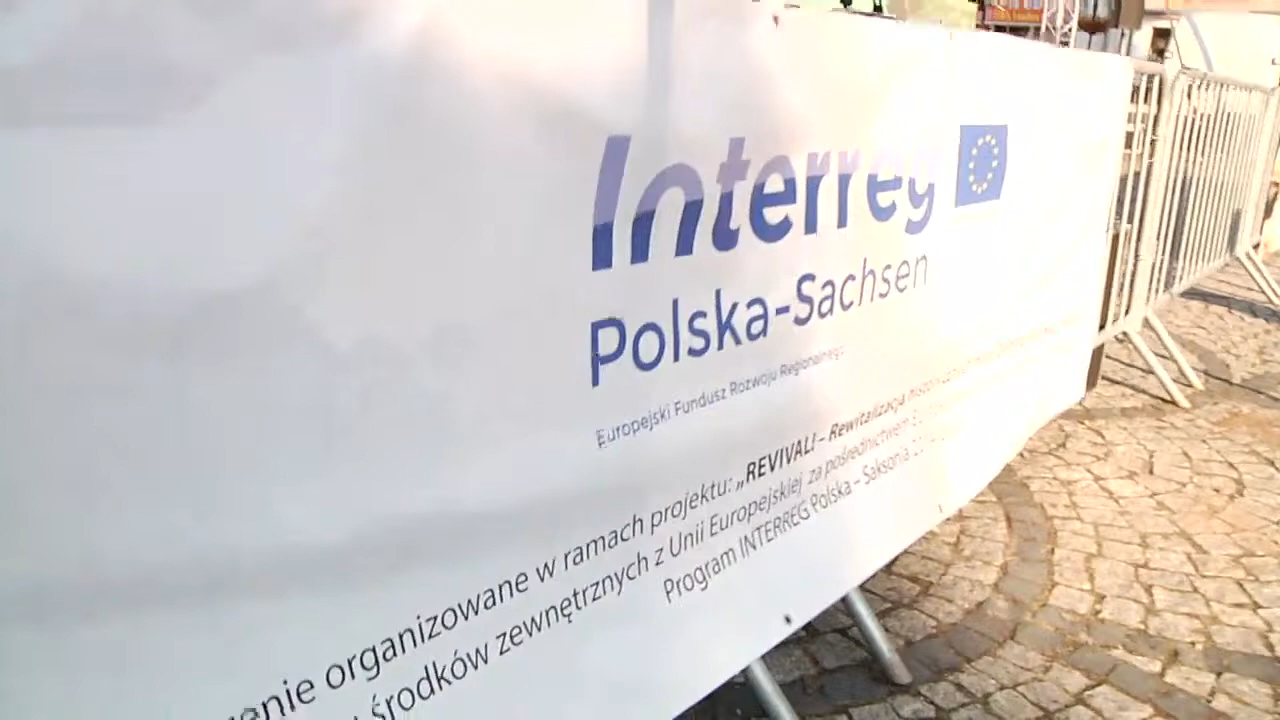 Interreg
Polska-Sachsen
Europejski Fundusz Rozwoju Regionalnego
organizowane w ramach projektu: „REVIVAL! – Rewitalizacja
środków zewnętrznych z Unii Europejskiej za pośrednictwem
Program INTERREG Polska – Saksonia